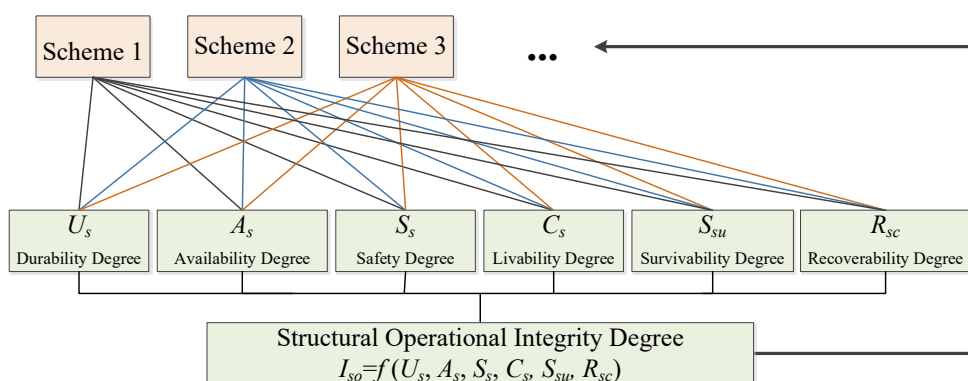 Scheme 1
Scheme 2
Scheme 3
...
U_s
Durability Degree
A_s
Availability Degree
S_s
Safety Degree
C_s
Livability Degree
S_su
Survivability Degree
R_sc
Recoverability Degree
Structural Operational Integrity Degree
I_so=f(U_s, A_s, S_s, C_s, S_su, R_sc)